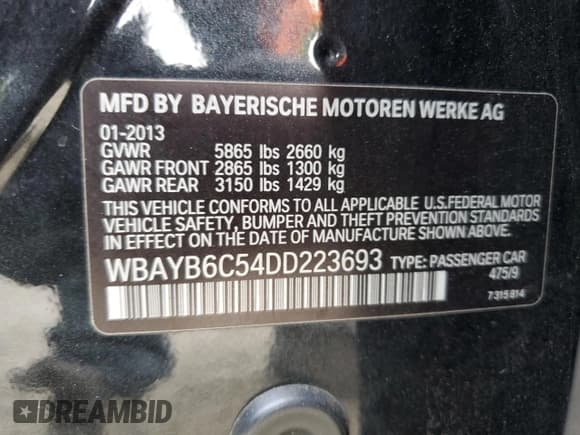 MFD BY BAYERISCHE MOTOREN WERKE AG
01-2013
GVWR 5865 lbs 2660 kg
GAWR FRONT 2865 lbs 1300 kg
GAWR REAR 3150 lbs 1429 kg
THIS VEHICLE CONFORMS TO ALL APPLICABLE U.S.FEDERAL MOTOR
VEHICLE SAFETY, BUMPER AND THEFT PREVENTION STANDARDS
IN EFFECT ON THE DATE OF MANUFACTURE SHOWN ABOVE.
WBAYB6C54DD223693 TYPE: PASSENGER CAR
475/9
7 315 814
DREAMBID